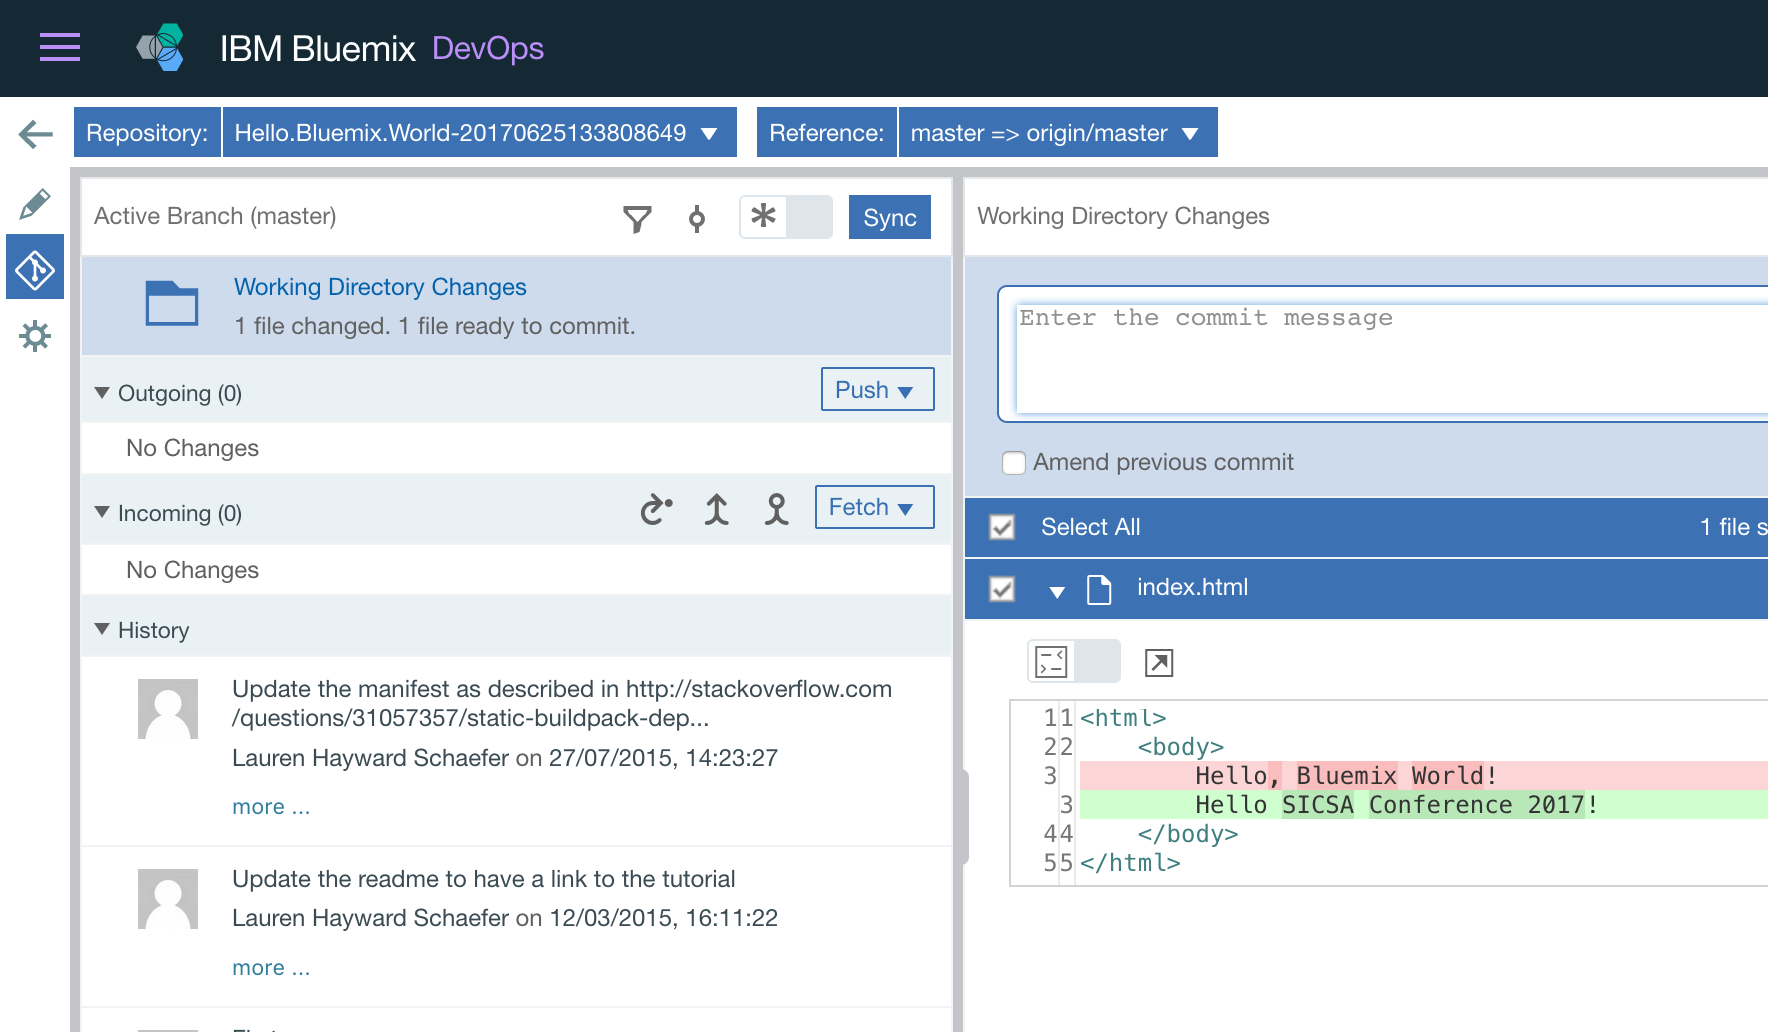 IBM Bluemix DevOps
Repository: Hello.Bluemix.World-20170625133808649 Reference: master => origin/master
Active Branch (master)
Sync
Working Directory Changes
1 file changed. 1 file ready to commit.
Outgoing (0)
Push
No Changes
Incoming (0)
Fetch
No Changes
History
Update the manifest as described in http://stackoverflow.com
/questions/31057357/static-buildpack-dep...
Lauren Hayward Schaefer on 27/07/2015, 14:23:27
more ...
Update the readme to have a link to the tutorial
Lauren Hayward Schaefer on 12/03/2015, 16:11:22
more ...
Working Directory Changes
Enter the commit message
Amend previous commit
Select All
1 file s
index.html
1 1 <html>
2 2 <body>
3 Hello, Bluemix World!
3 Hello SICSA Conference 2017!
4 4 </body>
5 5 </html>